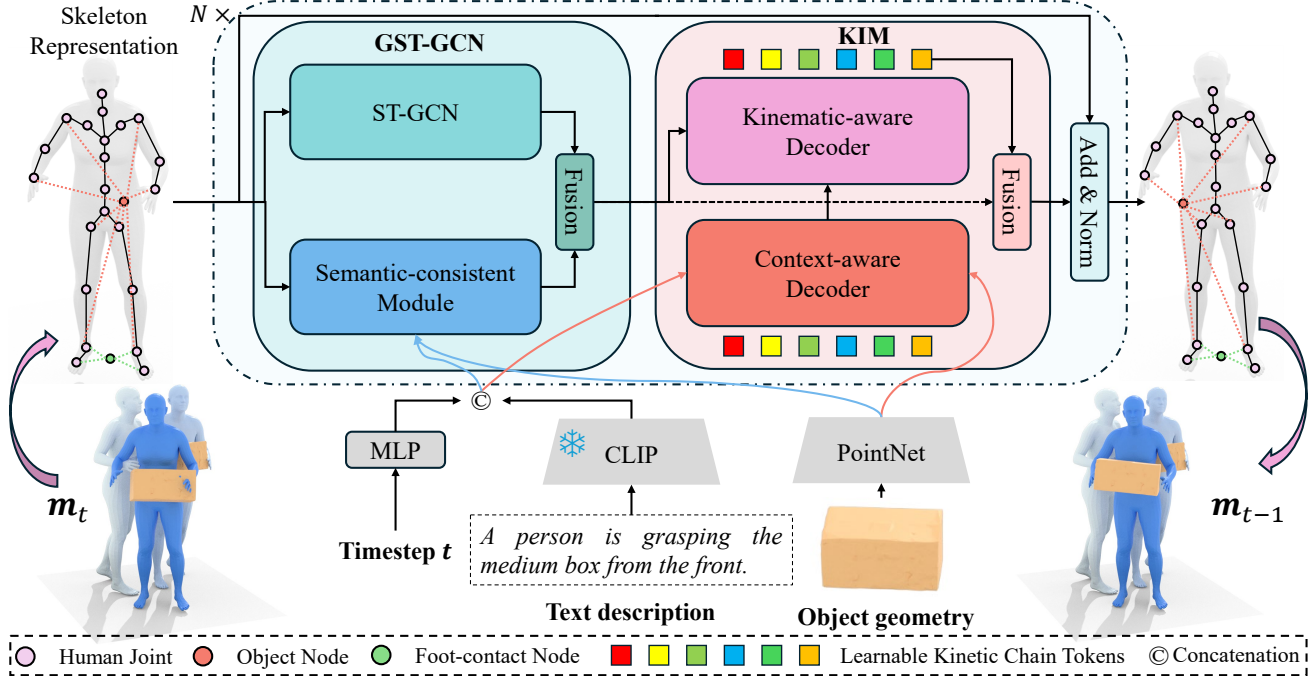 Skeleton
Representation
N ×
GST-GCN
KIM
ST-GCN
Kinematic-aware
Decoder
Fusion
Fusion
Add & Norm
Semantic-consistent
Module
Context-aware
Decoder
©
MLP
CLIP
PointNet
m_t
m_{t−1}
Timestep t
A person is grasping the
medium box from the front.
Text description
Object geometry
Human Joint
Object Node
Foot-contact Node
Learnable Kinetic Chain Tokens
© Concatenation